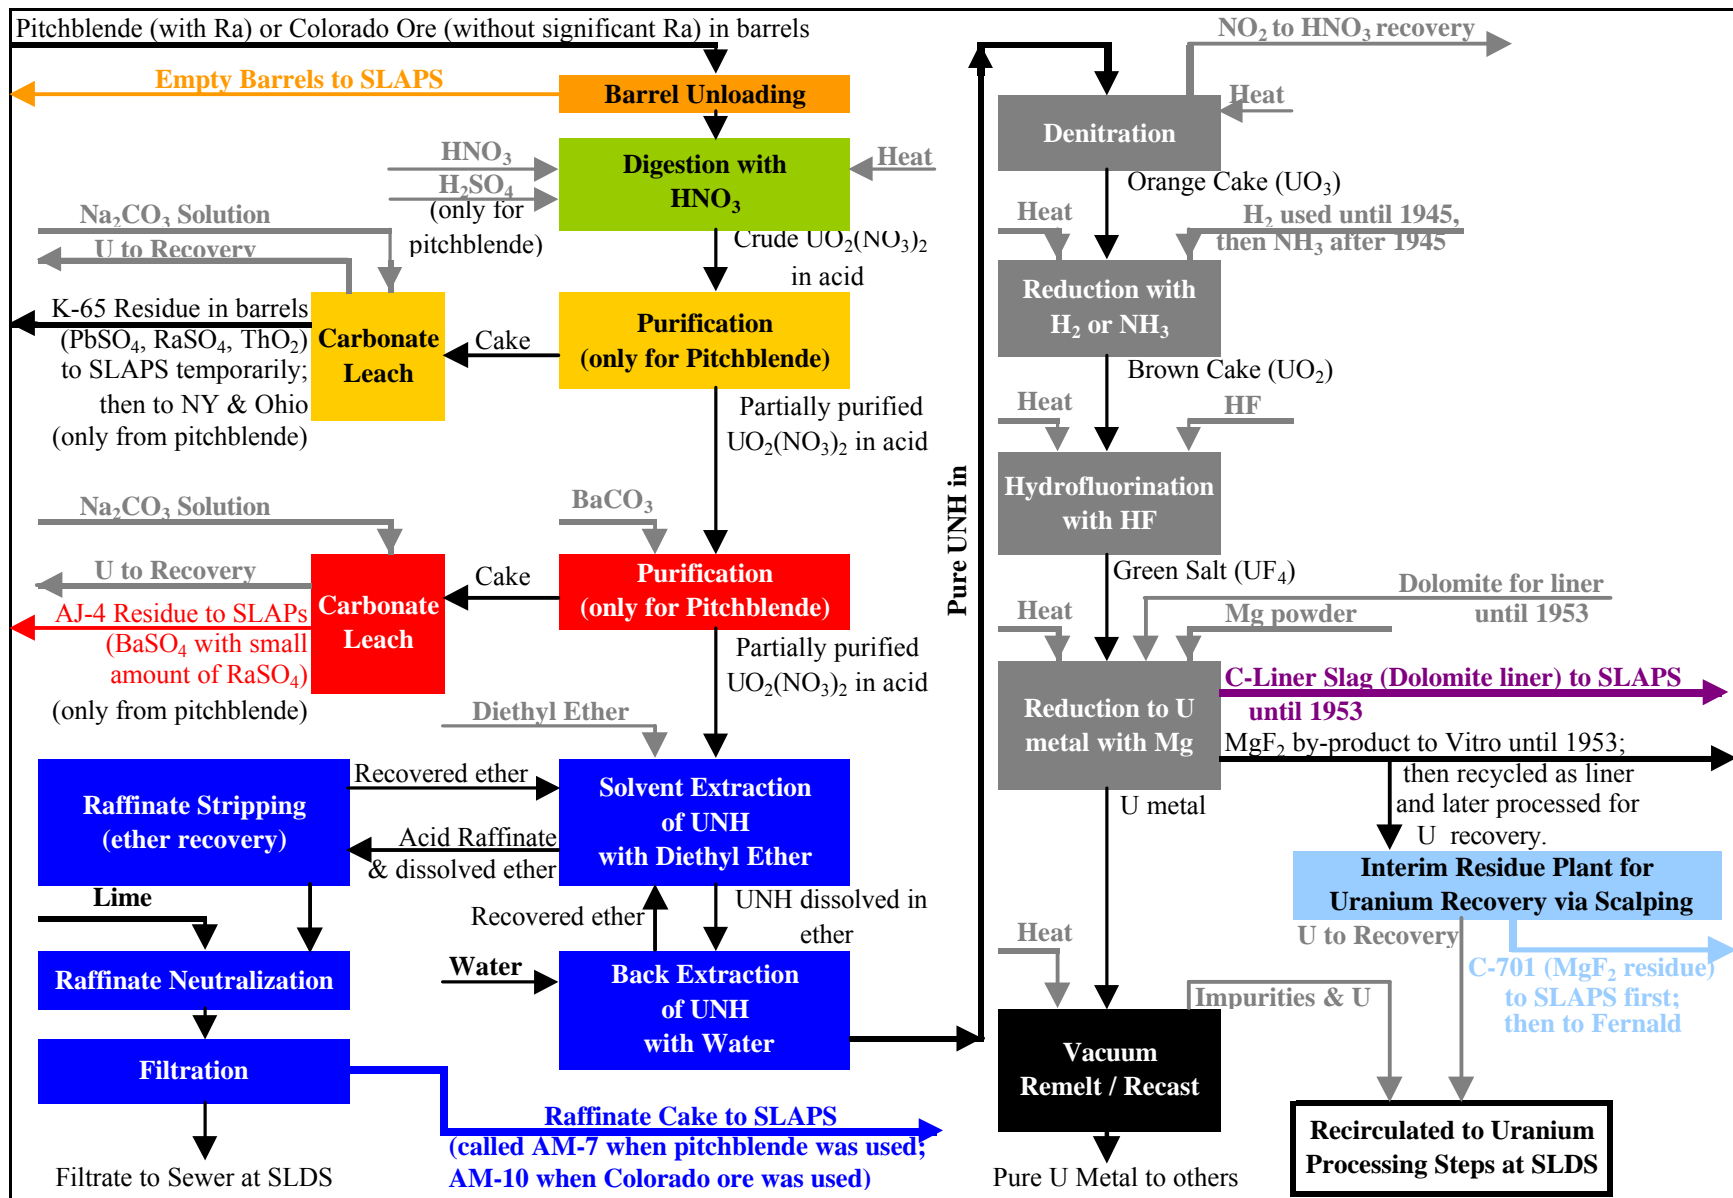 Pitchblende (with Ra) or Colorado Ore (without significant Ra) in barrels
Empty Barrels to SLAPS
Barrel Unloading
HNO₃
H₂SO₄
(only for
pitchblende)
Digestion with
HNO₃
Heat
Na₂CO₃ Solution
U to Recovery
Crude UO₂(NO₃)₂
in acid
K-65 Residue in barrels
(PbSO₄, RaSO₄, ThO₂)
to SLAPS temporarily;
then to NY & Ohio
(only from pitchblende)
Carbonate
Leach
Cake
Purification
(only for Pitchblende)
Partially purified
UO₂(NO₃)₂ in acid
Na₂CO₃ Solution
BaCO₃
U to Recovery
AJ-4 Residue to SLAPs
(BaSO₄ with small
amount of RaSO₄)
(only from pitchblende)
Carbonate
Leach
Cake
Purification
(only for Pitchblende)
Partially purified
UO₂(NO₃)₂ in acid
Diethyl Ether
Raffinate Stripping
(ether recovery)
Recovered ether
Acid Raffinate
& dissolved ether
Solvent Extraction
of UNH
with Diethyl Ether
Lime
Recovered ether
UNH dissolved in
ether
Raffinate Neutralization
Water
Back Extraction
of UNH
with Water
Filtration
Raffinate Cake to SLAPS
(called AM-7 when pitchblende was used;
AM-10 when Colorado ore was used)
Filtrate to Sewer at SLDS
Pure UNH in
NO₂ to HNO₃ recovery
Heat
Denitration
Orange Cake (UO₃)
Heat
H₂ used until 1945,
then NH₃ after 1945
Reduction with
H₂ or NH₃
Brown Cake (UO₂)
Heat
HF
Hydrofluorination
with HF
Green Salt (UF₄)
Heat
Dolomite for liner
until 1953
Mg powder
Reduction to U
metal with Mg
C-Liner Slag (Dolomite liner) to SLAPS
until 1953
MgF₂ by-product to Vitro until 1953;
then recycled as liner
and later processed for
U recovery.
U metal
Interim Residue Plant for
Uranium Recovery via Scalping
Heat
U to Recovery
C-701 (MgF₂ residue)
to SLAPS first;
then to Fernald
Impurities & U
Vacuum
Remelt / Recast
Recirculated to Uranium
Processing Steps at SLDS
Pure U Metal to others